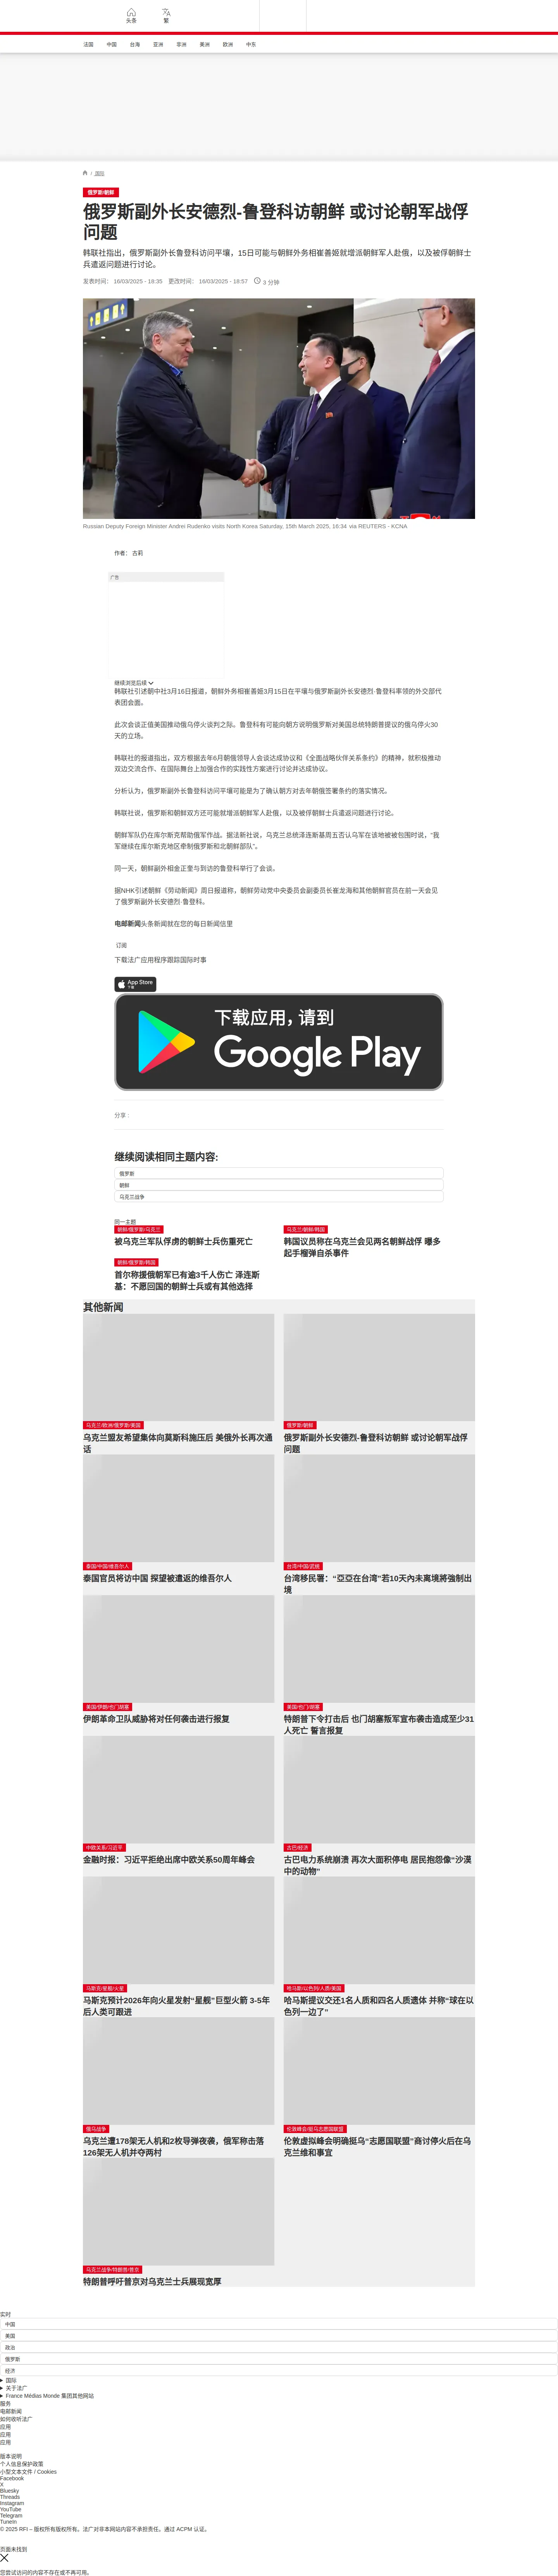 头条
繁
法國
中国
台海
亚洲
非洲
美洲
欧洲
中东
/ 国际
俄罗斯/朝鲜
俄罗斯副外长安德烈-鲁登科访朝鲜 或讨论朝军战俘
问题
韩联社指出，俄罗斯副外长鲁登科访问平壤，15日可能与朝鲜外务相崔善姬就增派朝鲜军人赴俄，以及被俘朝鲜士
兵遣返问题进行讨论。
发表时间： 16/03/2025 - 18:35 更改时间： 16/03/2025 - 18:57 3 分钟
Russian Deputy Foreign Minister Andrei Rudenko visits North Korea Saturday, 15th March 2025, 16.34 via REUTERS - KCNA
作者： 古莉
广告
继续浏览后续
韩联社引述朝中社3月16日报道，朝鲜外务相崔善姬3月15日在平壤与俄罗斯副外长安德烈·鲁登科率领的外交部代
表团会面。
此次会谈正值美国推动俄乌停火谈判之际。鲁登科有可能向朝方说明俄罗斯对美国总统特朗普提议的俄乌停火30
天的立场。
韩联社的报道指出，双方根据去年6月朝俄领导人会谈达成协议和《全面战略伙伴关系条约》的精神，就积极推动
双边交流合作、在国际舞台上加强合作的实践性方案进行讨论并达成协议。
分析认为，俄罗斯副外长鲁登科访问平壤可能是为了确认朝方对去年朝俄签署条约的落实情况。
韩联社说，俄罗斯和朝鲜双方还可能就增派朝鲜军人赴俄，以及被俘朝鲜士兵遣返问题进行讨论。
朝鲜军队仍在库尔斯克帮助俄军作战。据法新社说，乌克兰总统泽连斯基周五否认乌军在该地被被包围时说，“我
军继续在库尔斯克地区牵制俄罗斯和北朝鲜部队”。
同一天，朝鲜副外相金正奎与到访的鲁登科举行了会谈。
据NHK引述朝鲜《劳动新闻》周日报道称，朝鲜劳动党中央委员会副委员长崔龙海和其他朝鲜官员在前一天会见
了俄罗斯副外长安德烈·鲁登科。
电邮新闻头条新闻就在您的每日新闻信里
订阅
下载法广应用程序跟踪国际时事
App Store
下载
下载应用，请到
Google Play
分享 :
继续阅读相同主题内容:
俄罗斯
朝鲜
乌克兰战争
同一主题
朝鲜/俄罗斯/乌克兰
被乌克兰军队俘虏的朝鲜士兵伤重死亡
乌克兰/朝鲜/韩国
韩国议员称在乌克兰会见两名朝鲜战俘 曝多
起手榴弹自杀事件
朝鲜/俄罗斯/韩国
首尔称援俄朝军已有逾3千人伤亡 泽连斯
基：不愿回国的朝鲜士兵或有其他选择
其他新闻
乌克兰/欧洲/俄罗斯/美国
乌克兰盟友希望集体向莫斯科施压后 美俄外长再次通
话
俄罗斯/朝鲜
俄罗斯副外长安德烈-鲁登科访朝鲜 或讨论朝军战俘
问题
泰国/中国/维吾尔人
泰国官员将访中国 探望被遣返的维吾尔人
台湾/中国/武统
台湾移民署：“亞亞在台湾”若10天内未离境將強制出
境
美国/伊朗/也门胡塞
伊朗革命卫队威胁将对任何袭击进行报复
美国/也门/胡塞
特朗普下令打击后 也门胡塞叛军宣布袭击造成至少31
人死亡 誓言报复
中欧关系/习近平
金融时报：习近平拒绝出席中欧关系50周年峰会
古巴/经济
古巴电力系统崩溃 再次大面积停电 居民抱怨像“沙漠
中的动物”
马斯克/星舰/火星
马斯克预计2026年向火星发射“星舰”巨型火箭 3-5年
后人类可跟进
哈马斯/以色列/人质/美国
哈马斯提议交还1名人质和四名人质遗体 并称“球在以
色列一边了”
俄乌战争
乌克兰遭178架无人机和2枚导弹夜袭，俄军称击落
126架无人机并夺两村
伦敦峰会/挺乌志愿国联盟
伦敦虚拟峰会明确挺乌“志愿国联盟”商讨停火后在乌
克兰维和事宜
乌克兰战争/特朗普/普京
特朗普呼吁普京对乌克兰士兵展现宽厚
实时
中国
美国
政治
俄罗斯
经济
国际
关于法广
France Médias Monde 集团其他网站
服务
电邮新闻
如何收听法广
应用
应用
应用
版本说明
个人信息保护政策
小型文本文件 / Cookies
Facebook
X
Bluesky
Threads
Instagram
YouTube
Telegram
TuneIn
© 2025 RFI – 版权所有版权所有。法广对非本网站内容不承担责任。通过 ACPM 认证。
页面未找到
您尝试访问的内容不存在或不再可用。